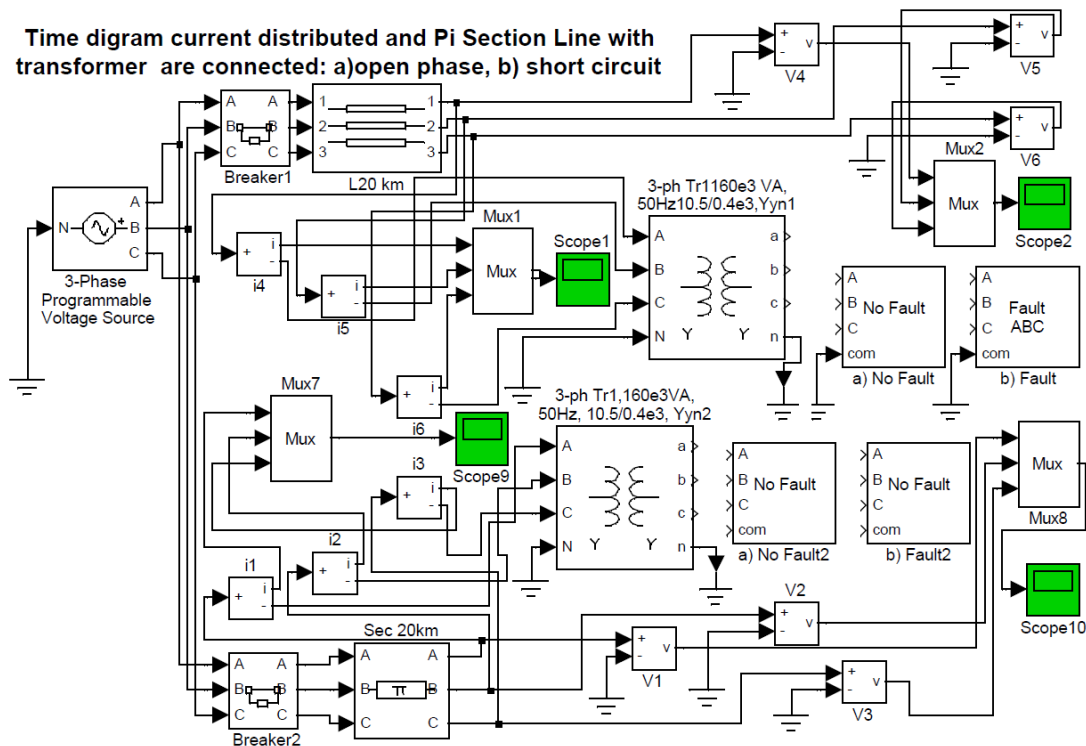 Time digram current distributed and Pi Section Line with
transformer are connected: a)open phase, b) short circuit
+
-
v
V4
+
-
v
V5
+
-
v
V6
A
B
C
A
B
C
Breaker1
1
2
3
1
2
3
L20 km
N
+
A
B
C
3-Phase
Programmable
Voltage Source
+
i
-
i4
+
i
-
i5
Mux1
Mux
Scope1
3-ph Tr1160e3 VA,
50Hz10.5/0.4e3,Yyn1
A
B
C
N
a
b
c
n
Y
Y
Mux2
Mux
Scope2
A
B
C
com
No Fault
a) No Fault
A
B
C
com
Fault
ABC
b) Fault
+
i
-
i6
Mux7
Mux
Scope9
3-ph Tr1,160e3VA,
50Hz, 10.5/0.4e3, Yyn2
A
B
C
N
a
b
c
n
Y
Y
A
B
C
com
No Fault
a) No Fault2
A
B
C
com
No Fault
b) Fault2
Mux
Mux8
Scope10
i3
+
i
-
i2
+
i
-
i1
+
i
-
A
B
C
A
B
C
Breaker2
Sec 20km
A
B
C
π
A
B
C
+
-
v
V1
V2
+
-
v
+
-
v
V3